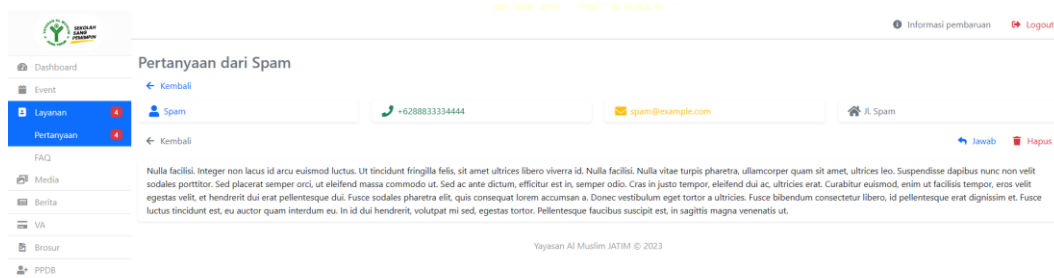 SEKOLAH
SANG
PEMIMPIN
Informasi pembaruan
Logout
Dashboard
Event
Layanan 4
Pertanyaan 4
FAQ
Media
Berita
VA
Brosur
PPDB
Pertanyaan dari Spam
Kembali
Spam
+6288833334444
spam@example.com
Jl. Spam
Kembali
Jawab
Hapus
Nulla facilisi. Integer non lacus id arcu euismod luctus. Ut tincidunt fringilla felis, sit amet ultrices libero viverra id. Nulla facilisi. Nulla vitae turpis pharetra, ullamcorper quam sit amet, ultrices leo. Suspendisse dapibus nunc non velit
sodales porttitor. Sed placerat semper orci, ut eleifend massa commodo ut. Sed ac ante dictum, efficitur est in, semper odio. Cras in justo tempor, eleifend dui ac, ultricies erat. Curabitur euismod, enim ut facilisis tempor, eros velit
egestas velit, et hendrerit dui erat pellentesque dui. Fusce sodales pharetra elit, quis consequat lorem accumsan a. Donec vestibulum eget tortor a ultricies. Fusce bibendum consectetur libero, id pellentesque erat dignissim et. Fusce
luctus tincidunt est, eu auctor quam interdum eu. In id dui hendrerit, volutpat mi sed, egestas tortor. Pellentesque faucibus suscipit est, in sagittis magna venenatis ut.
Yayasan Al Muslim JATIM © 2023